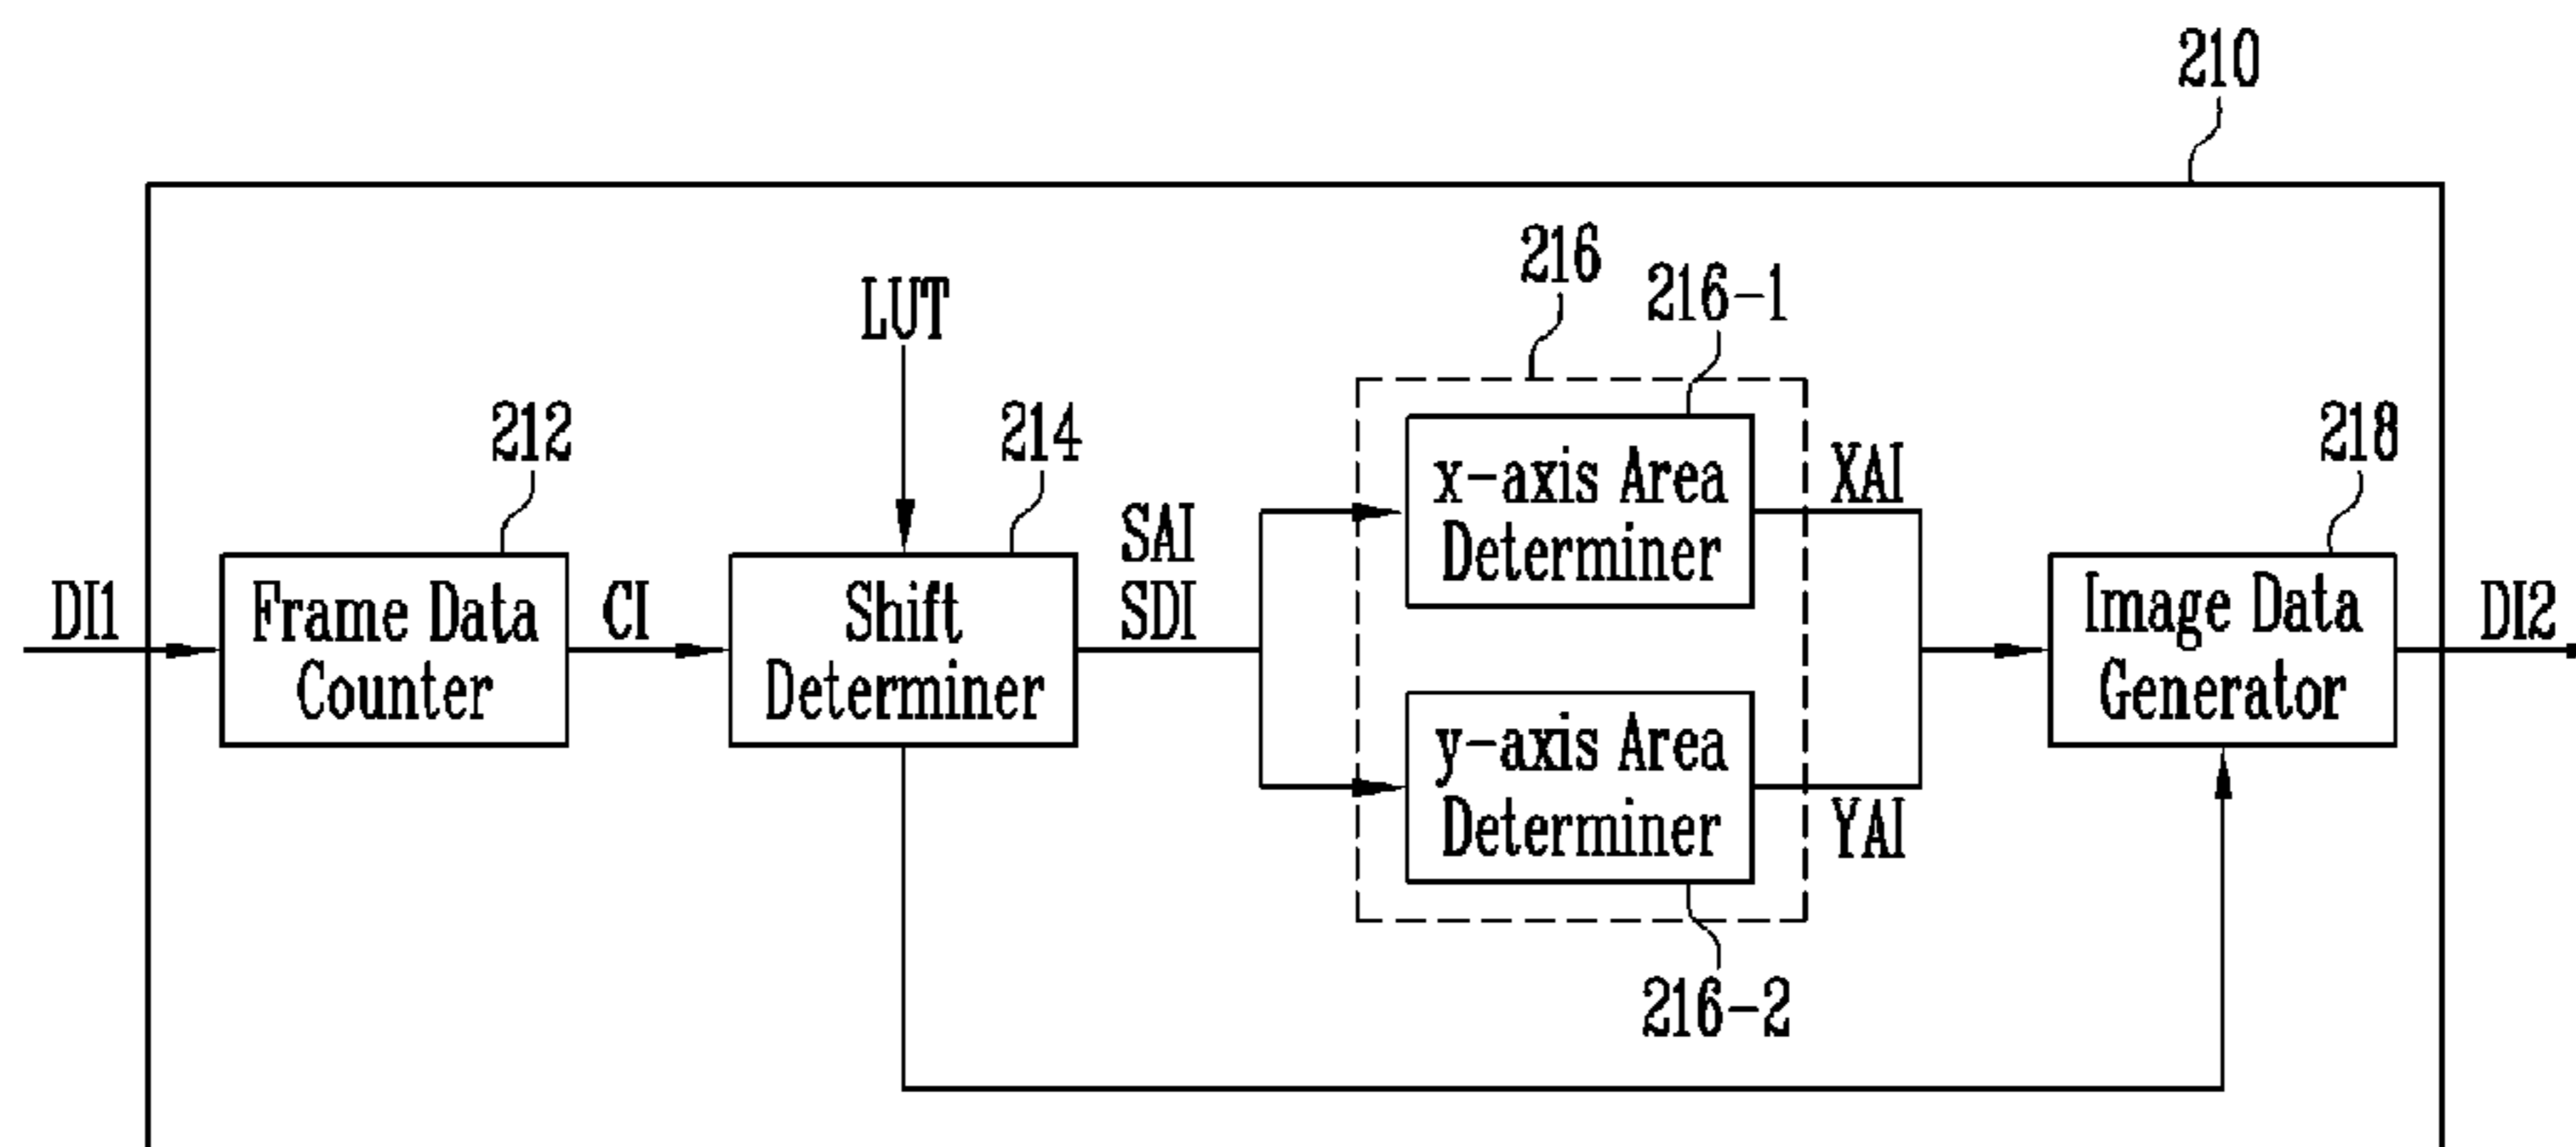 210
216
216-1
LUT
212
214
218
DI1
Frame Data
Counter
CI
Shift
Determiner
SAI
SDI
x-axis Area
Determiner
XAI
y-axis Area
Determiner
YAI
Image Data
Generator
DI2
216-2